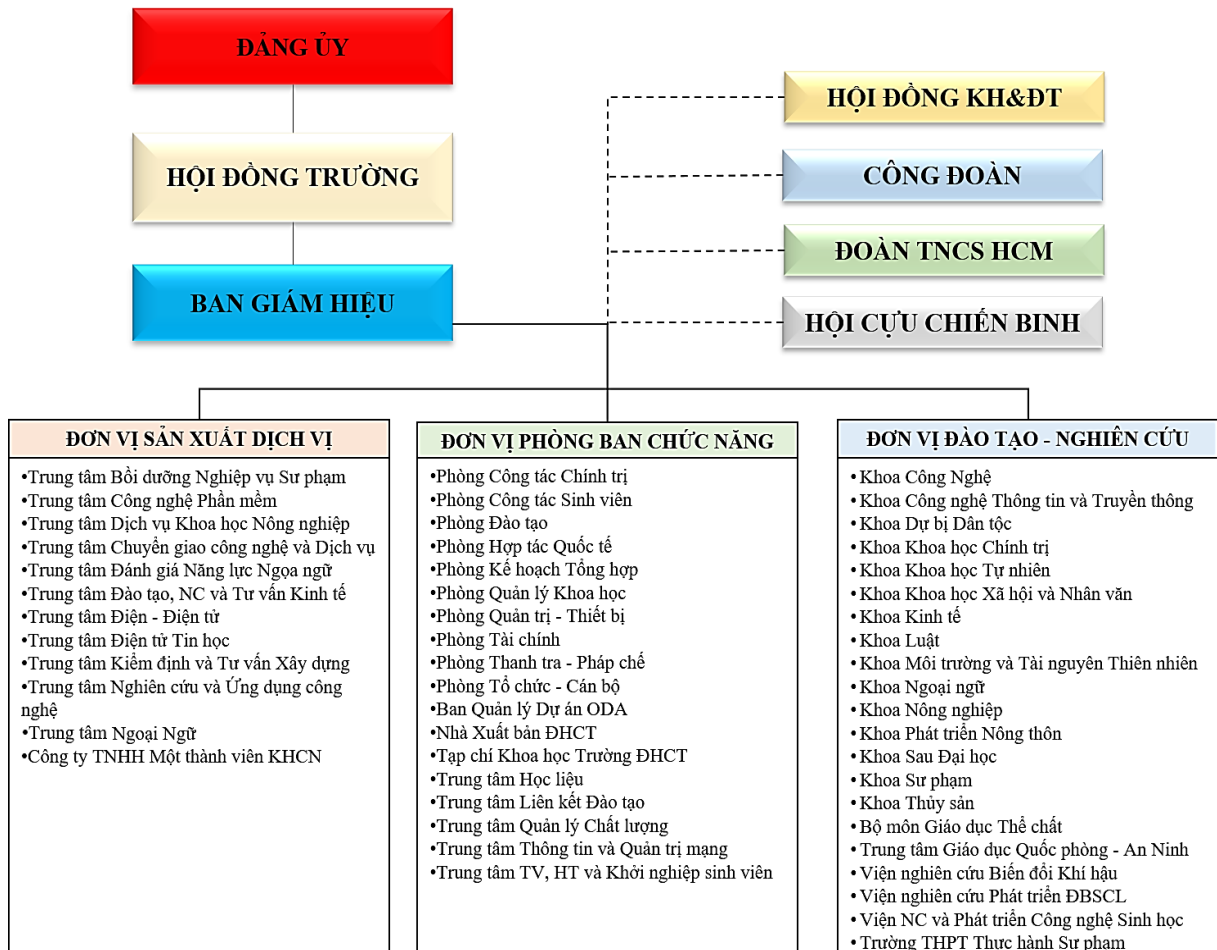 ĐẢNG ỦY
HỘI ĐỒNG TRƯỜNG
BAN GIÁM HIỆU
HỘI ĐỒNG KH&ĐT
CÔNG ĐOÀN
ĐOÀN TNCS HCM
HỘI CỰU CHIẾN BINH
ĐƠN VỊ SẢN XUẤT DỊCH VỊ
•Trung tâm Bồi dưỡng Nghiệp vụ Sư phạm
•Trung tâm Công nghệ Phần mềm
•Trung tâm Dịch vụ Khoa học Nông nghiệp
•Trung tâm Chuyển giao công nghệ và Dịch vụ
•Trung tâm Đánh giá Năng lực Ngọa ngữ
•Trung tâm Đào tạo, NC và Tư vấn Kinh tế
•Trung tâm Điện - Điện tử
•Trung tâm Điện tử Tin học
•Trung tâm Kiểm định và Tư vấn Xây dựng
•Trung tâm Nghiên cứu và Ứng dụng công
nghệ
•Trung tâm Ngoại Ngữ
•Công ty TNHH Một thành viên KHCN
ĐƠN VỊ PHÒNG BAN CHỨC NĂNG
•Phòng Công tác Chính trị
•Phòng Công tác Sinh viên
•Phòng Đào tạo
•Phòng Hợp tác Quốc tế
•Phòng Kế hoạch Tổng hợp
•Phòng Quản lý Khoa học
•Phòng Quản trị - Thiết bị
•Phòng Tài chính
•Phòng Thanh tra - Pháp chế
•Phòng Tổ chức - Cán bộ
•Ban Quản lý Dự án ODA
•Nhà Xuất bản ĐHCT
•Tạp chí Khoa học Trường ĐHCT
•Trung tâm Học liệu
•Trung tâm Liên kết Đào tạo
•Trung tâm Quản lý Chất lượng
•Trung tâm Thông tin và Quản trị mạng
•Trung tâm TV, HT và Khởi nghiệp sinh viên
ĐƠN VỊ ĐÀO TẠO - NGHIÊN CỨU
•Khoa Công Nghệ
•Khoa Công nghệ Thông tin và Truyền thông
•Khoa Dự bị Dân tộc
•Khoa Khoa học Chính trị
•Khoa Khoa học Tự nhiên
•Khoa Khoa học Xã hội và Nhân văn
•Khoa Kinh tế
•Khoa Luật
•Khoa Môi trường và Tài nguyên Thiên nhiên
•Khoa Ngoại ngữ
•Khoa Nông nghiệp
•Khoa Phát triển Nông thôn
•Khoa Sau Đại học
•Khoa Sư phạm
•Khoa Thủy sản
•Bộ môn Giáo dục Thể chất
•Trung tâm Giáo dục Quốc phòng - An Ninh
•Viện nghiên cứu Biến đổi Khí hậu
•Viện nghiên cứu Phát triển ĐBSCL
•Viện NC và Phát triển Công nghệ Sinh học
•Trường THPT Thực hành Sư phạm